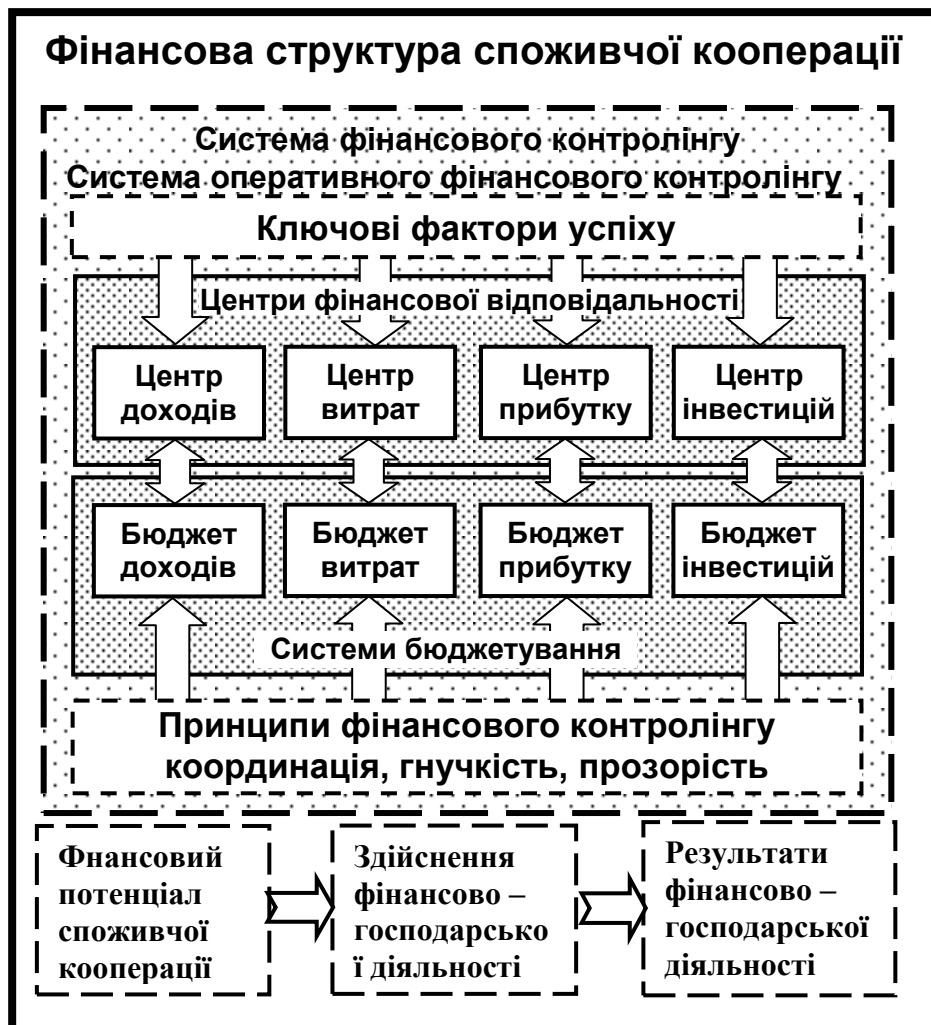 Фінансова структура споживчої кооперації
Система фінансового контролінгу
Система оперативного фінансового контролінгу
Ключові фактори успіху
Центри фінансової відповідальності
Центр
доходів
Центр
витрат
Центр
прибутку
Центр
інвестицій
Бюджет
доходів
Бюджет
витрат
Бюджет
прибутку
Бюджет
інвестицій
Системи бюджетування
Принципи фінансового контролінгу
координація, гнучкість, прозорість
Фнансовий
потенціал
споживчої
кооперації
Здійснення
фінансово –
господарсько
ї діяльності
Результати
фінансово –
господарської
діяльності